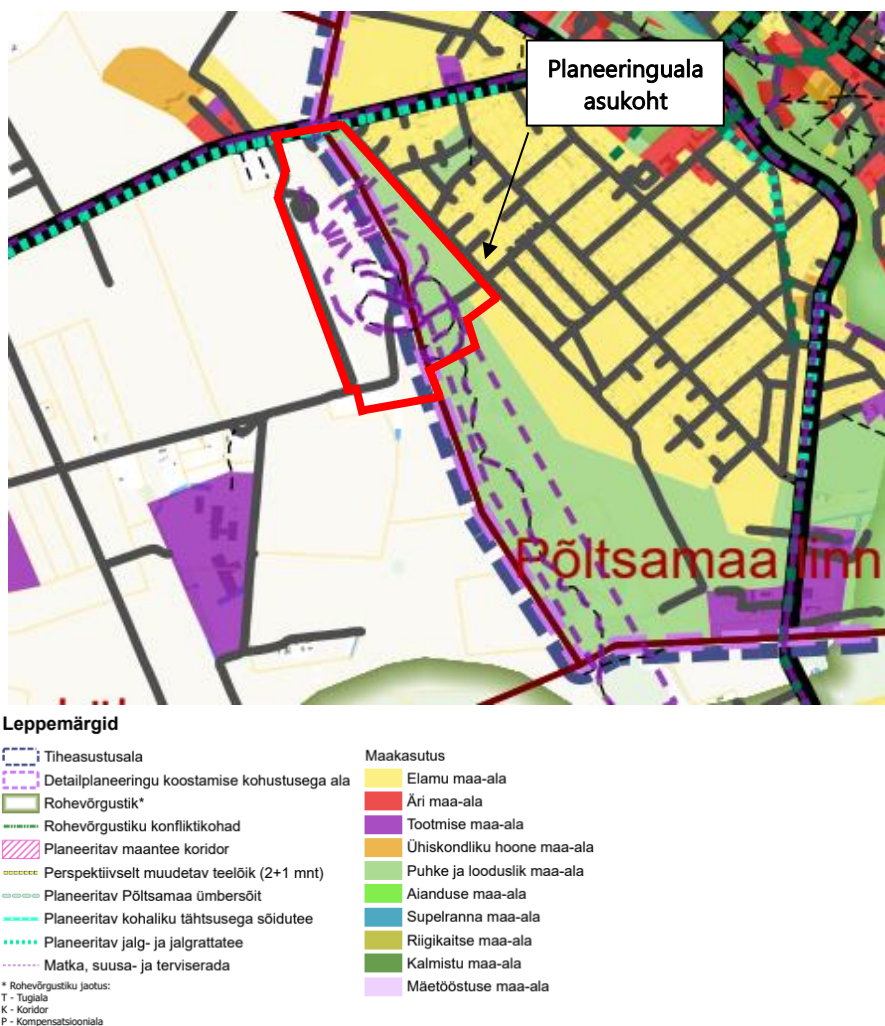 Planeeringuala
asukoht
Põltsamaa linn
Leppemärgid
Tiheasustusala
Detailplaneeringu koostamise kohustusega ala
Rohevõrgustik*
Rohevõrgustiku konfliktikohad
Planeeritav maantee koridor
Perspektiivselt muudetav teelõik (2+1 mnt)
Planeeritav Põltsamaa ümbersõit
Planeeritav kohaliku tähtsusega sõidutee
Planeeritav jalg- ja jalgrattatee
Matka, suusa- ja terviserada
* Rohevõrgustiku jaotus:
T - Tugiala
K - Koridor
P - Kompensatsiooniala
Maakasutus
Elamu maa-ala
Äri maa-ala
Tootmise maa-ala
Ühiskondliku hoone maa-ala
Puhke ja looduslik maa-ala
Aianduse maa-ala
Supelranna maa-ala
Riigikaitse maa-ala
Kalmistu maa-ala
Mäetööstuse maa-ala